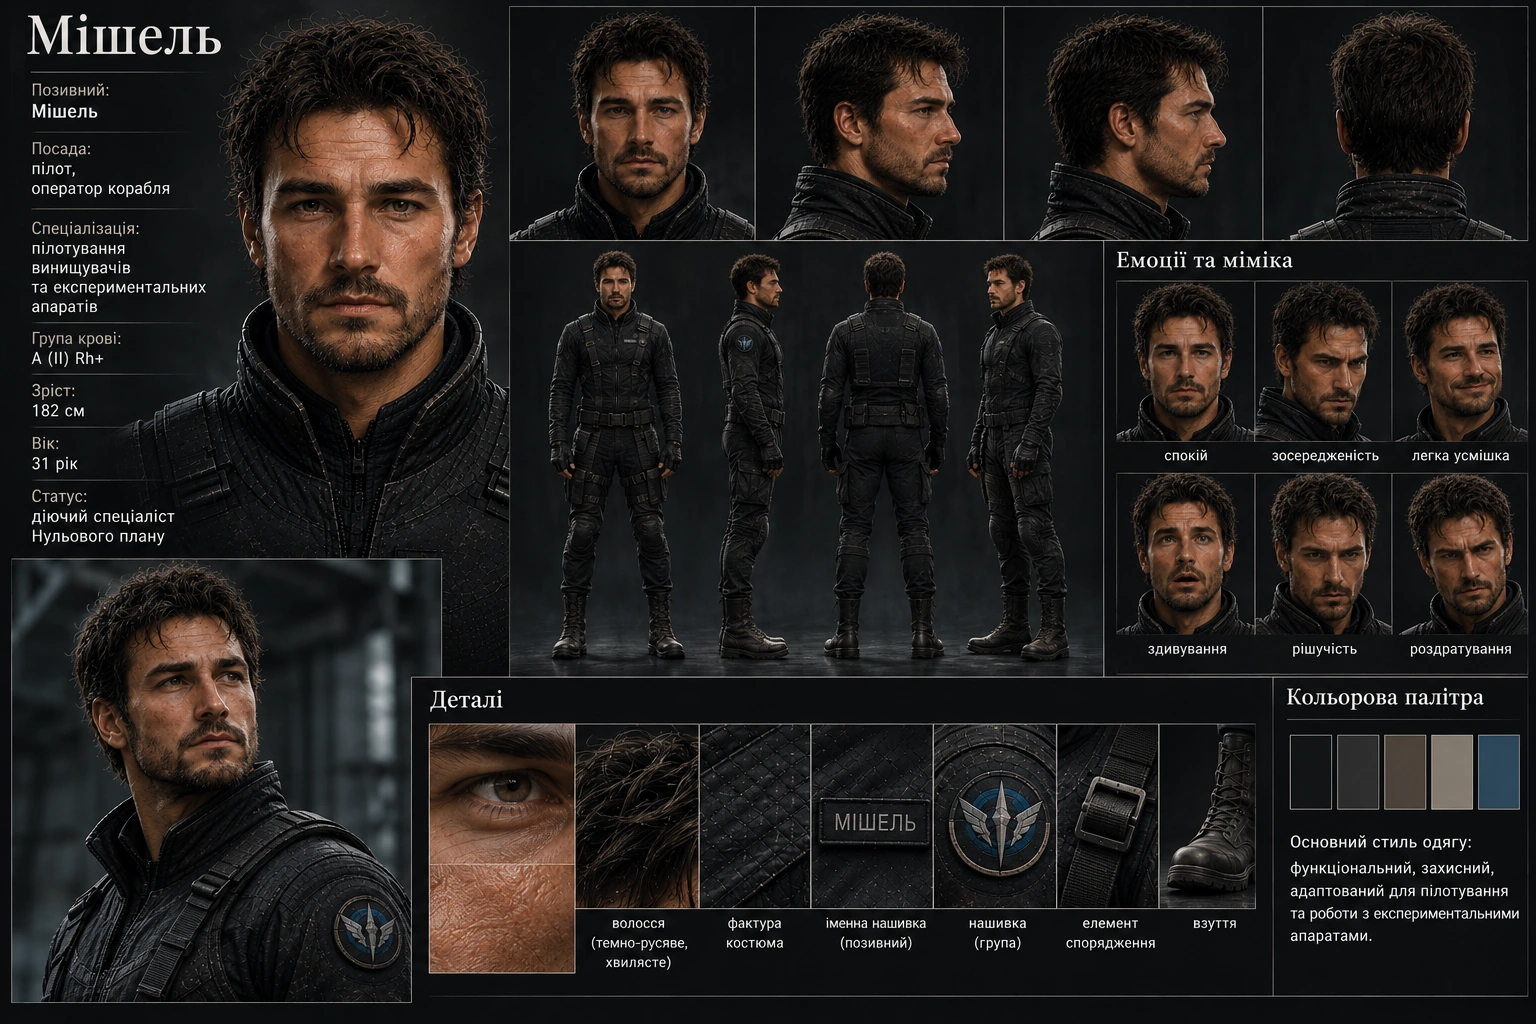 Мішель
Позивний:
Мішель
Посада:
пілот,
оператор корабля
Спеціалізація:
пілотування
винищувачів
та експериментальних
апаратів
Група крові:
А (II) Rh+
Зріст:
182 см
Вік:
31 рік
Статус:
діючий спеціаліст
Нульового плану
Емоції та міміка
спокій
зосередженість
легка усмішка
здивування
рішучість
роздратування
Деталі
МІШЕЛЬ
волосся
(темно-русяве,
хвилясте)
фактура
костюма
іменна нашивка
(позивний)
нашивка
(група)
елемент
спорядження
взуття
Кольорова палітра
Основний стиль одягу:
функціональний, захисний,
адаптований для пілотування
та роботи з експериментальними
апаратами.